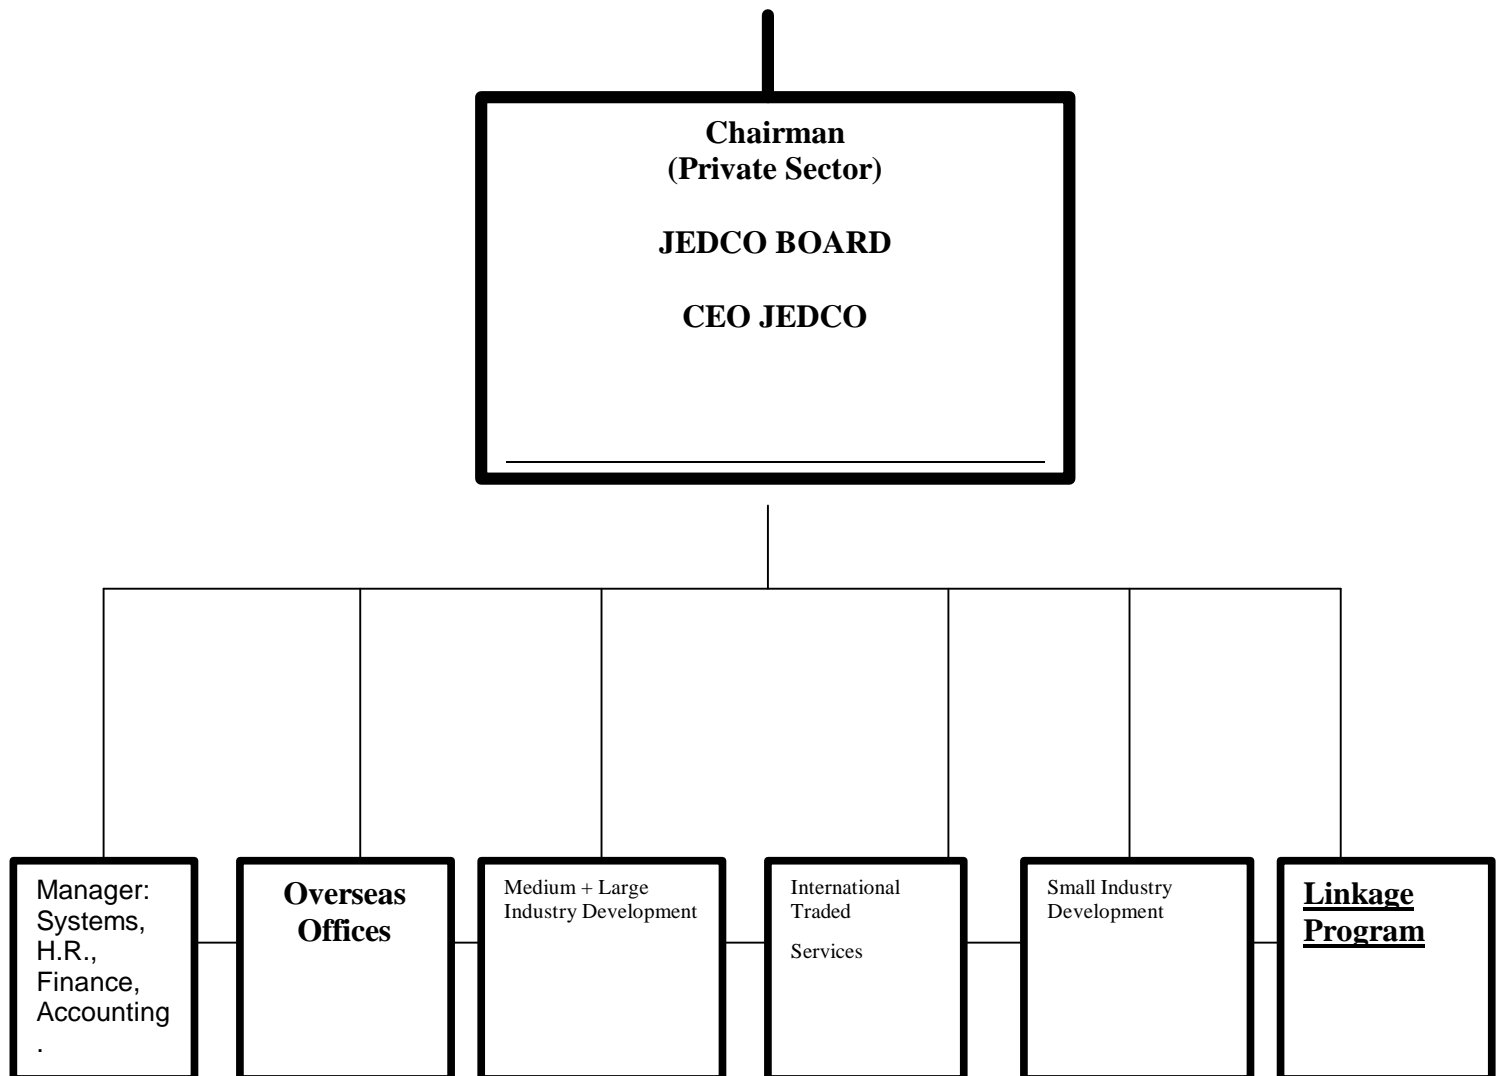 Chairman
(Private Sector)
JEDCO BOARD
CEO JEDCO
Manager:
Systems,
H.R.,
Finance,
Accounting
.
Overseas
Offices
Medium + Large
Industry Development
International
Traded
Services
Small Industry
Development
Linkage
Program